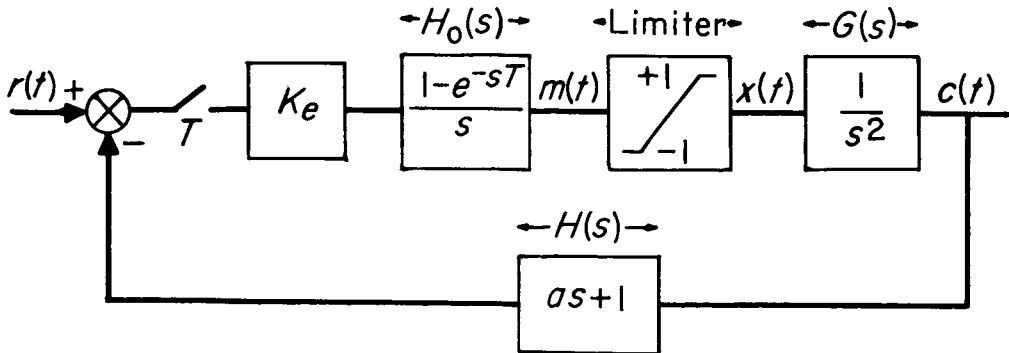 H₀(s)
Limiter
G(s)
r(t)
+
−
T
Kₑ
1−e⁻ˢᵀ
s
m(t)
+1
−1
x(t)
1
s²
c(t)
H(s)
as+1